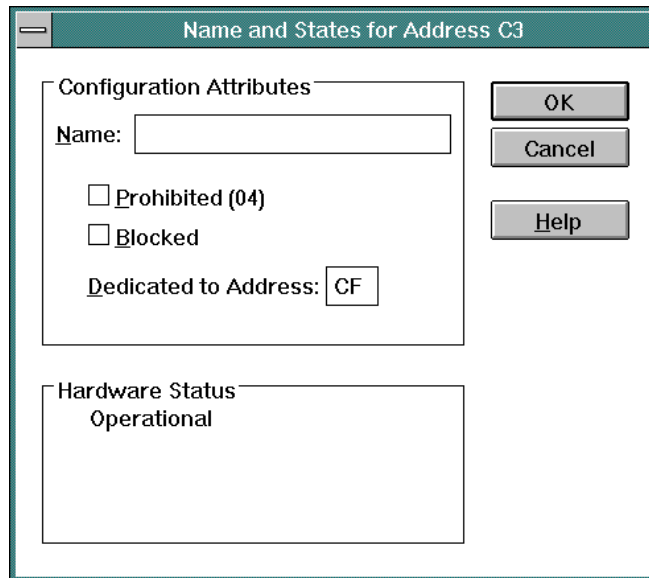 Name and States for Address C3
Configuration Attributes
Name:
Prohibited (04)
Blocked
Dedicated to Address: CF
OK
Cancel
Help
Hardware Status
Operational